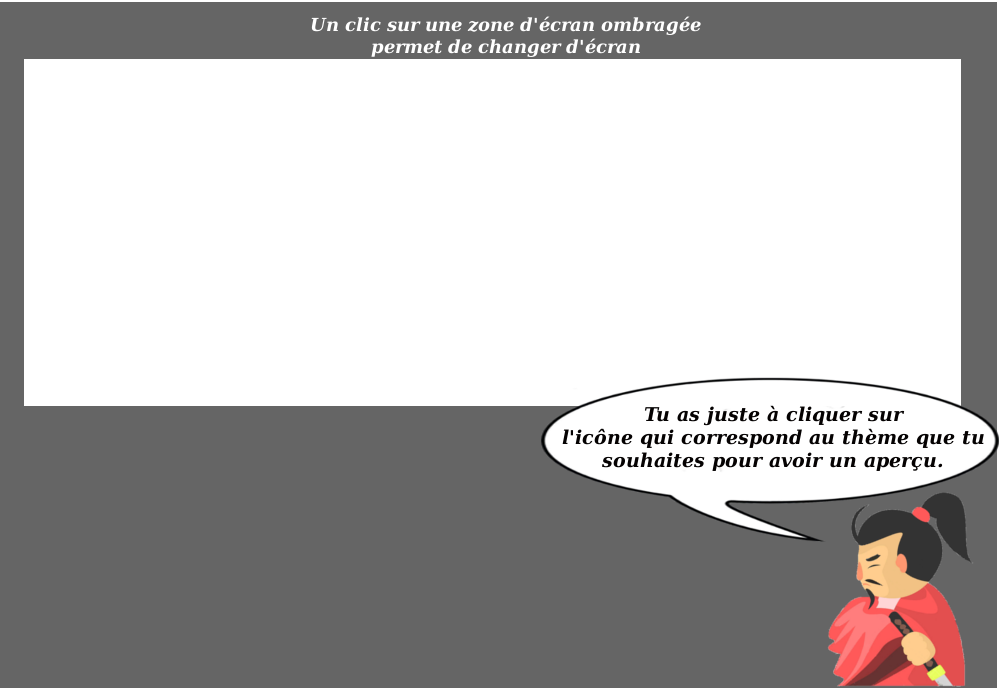 Un clic sur une zone d'écran ombragée
permet de changer d'écran
Tu as juste à cliquer sur
l'icône qui correspond au thème que tu
souhaites pour avoir un aperçu.